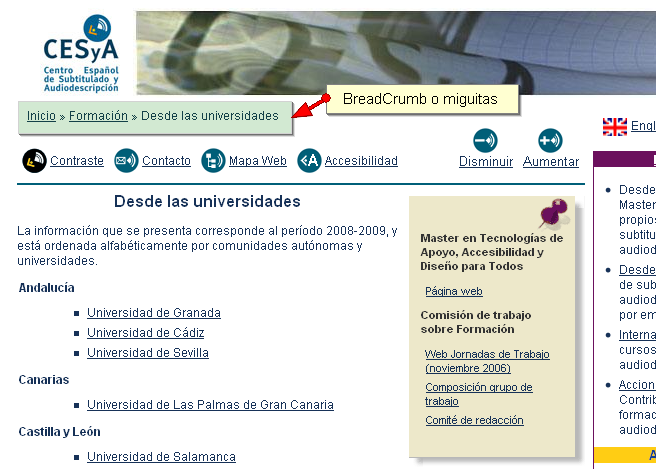 CESyA
Centro Español
de Subtitulado y
Audiodescripción
BreadCrumb o miguitas
Inicio » Formación » Desde las universidades
Contraste
Contacto
Mapa Web
Accesibilidad
Disminuir
Aumentar
Desde las universidades
La información que se presenta corresponde al período 2008-2009, y
está ordenada alfabéticamente por comunidades autónomas y
universidades.
Andalucía
Universidad de Granada
Universidad de Cádiz
Universidad de Sevilla
Canarias
Universidad de Las Palmas de Gran Canaria
Castilla y León
Universidad de Salamanca
Master en Tecnologías de
Apoyo, Accesibilidad y
Diseño para Todos
Página web
Comisión de trabajo
sobre Formación
Web Jornadas de Trabajo
(noviembre 2006)
Composición grupo de
trabajo
Comité de redacción
Engl
Desde
Master
propios
subtitu
audiod
Desde
de sub
audiod
por em
Interna
cursos
audiod
Accion
Contrib
formac
audiod
A